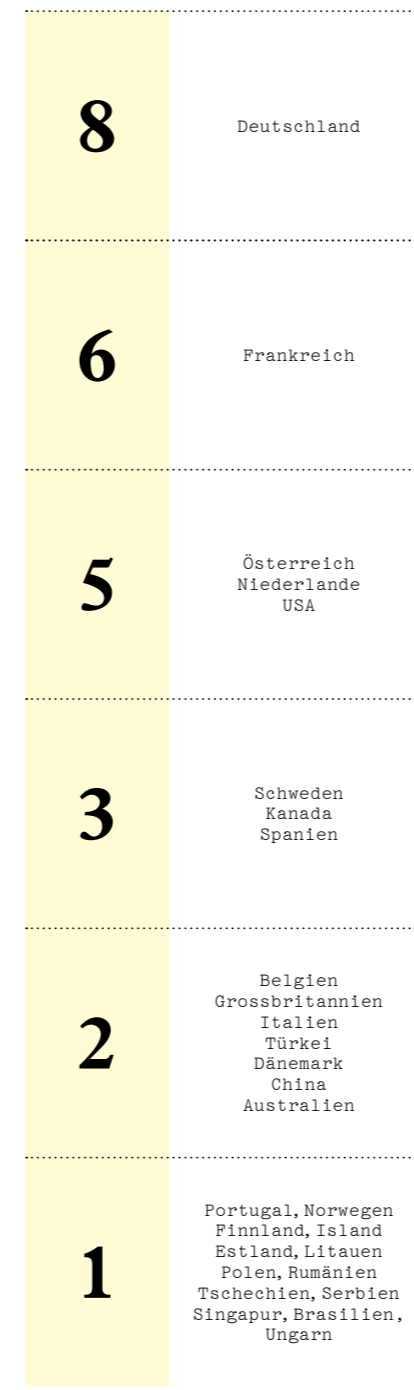 8
Deutschland
6
Frankreich
5
Österreich
Niederlande
USA
3
Schweden
Kanada
Spanien
2
Belgien
Grossbritannien
Italien
Türkei
Dänemark
China
Australien
1
Portugal, Norwegen
Finnland, Island
Estland, Litauen
Polen, Rumänien
Tschechien, Serbien
Singapur, Brasilien,
Ungarn